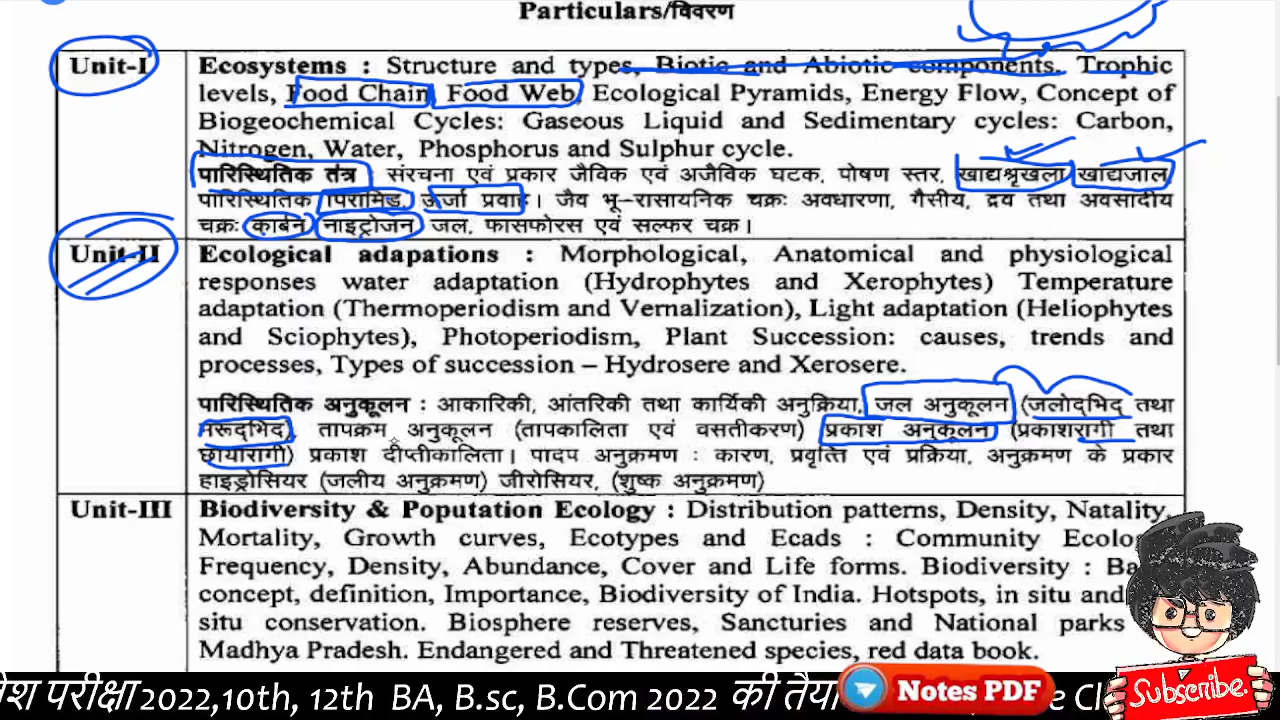 Particulars/विवरण
Unit-I
Ecosystems : Structure and types, Biotic and Abiotic components. Trophic
levels, Food Chain Food Web, Ecological Pyramids, Energy Flow, Concept of
Biogeochemical Cycles: Gaseous Liquid and Sedimentary cycles: Carbon,
Nitrogen, Water, Phosphorus and Sulphur cycle.
पारिस्थितिक तंत्र संरचना एवं प्रकार जैविक एवं अजैविक घटक, पोषण स्तर, खाद्यश्रृखला खाद्यजाल
पारिस्थितिक पिरामिड, ऊर्जा प्रवाह। जैव भू–रासायनिक चक्रः अवधारणा, गैसीय, द्रव तथा अवसादीय
चक्रः कार्बन नाइट्रोजन जल, फासफोरस एवं सल्फर चक्र।
Unit-II
Ecological adapations : Morphological, Anatomical and physiological
responses water adaptation (Hydrophytes and Xerophytes) Temperature
adaptation (Thermoperiodism and Vernalization), Light adaptation (Heliophytes
and Sciophytes), Photoperiodism, Plant Succession: causes, trends and
processes, Types of succession – Hydrosere and Xerosere.
पारिस्थितिक अनुकूलन : आकारिकी, आंतरिकी तथा कार्यिकी अनुक्रिया, जल अनुकूलन (जलोद्भिद् तथा
मरूद्भिद्), तापक्रम अनुकूलन (तापकालिता एवं वसतीकरण) प्रकाश अनुकूलन (प्रकाशरागी तथा
छायारागी) प्रकाश दीप्तीकालिता। पादप अनुक्रमण : कारण, प्रवृत्ति एवं प्रक्रिया, अनुक्रमण के प्रकार
हाइड्रोसियर (जलीय अनुक्रमण) जीरोसियर, (शुष्क अनुक्रमण)
Unit-III
Biodiversity & Poputation Ecology : Distribution patterns, Density, Natality,
Mortality, Growth curves, Ecotypes and Ecads : Community Ecolo
Frequency, Density, Abundance, Cover and Life forms. Biodiversity : Ba
concept, definition, Importance, Biodiversity of India. Hotspots, in situ and
situ conservation. Biosphere reserves, Sancturies and National parks
Madhya Pradesh. Endangered and Threatened species, red data book.
वेश परीक्षा 2022,10th, 12th BA, B.sc, B.Com 2022 की तैया
Notes PDF
e Cl
Subscribe.